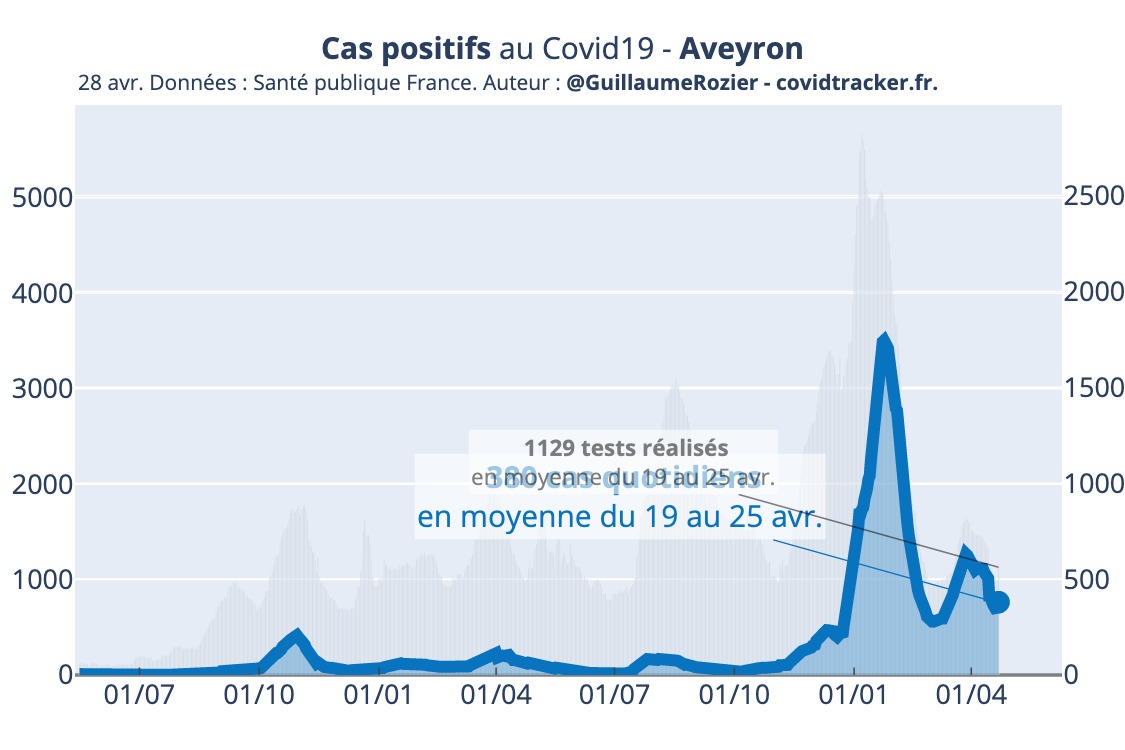 Cas positifs au Covid19 - Aveyron
28 avr. Données : Santé publique France. Auteur : @GuillaumeRozier - covidtracker.fr.
5000
4000
3000
2000
1000
0
2500
2000
1500
1000
500
0
1129 tests réalisés
en moyenne du 19 au 25 avr.
380 cas quotidiens
en moyenne du 19 au 25 avr.
01/07 01/10 01/01 01/04 01/07 01/10 01/01 01/04